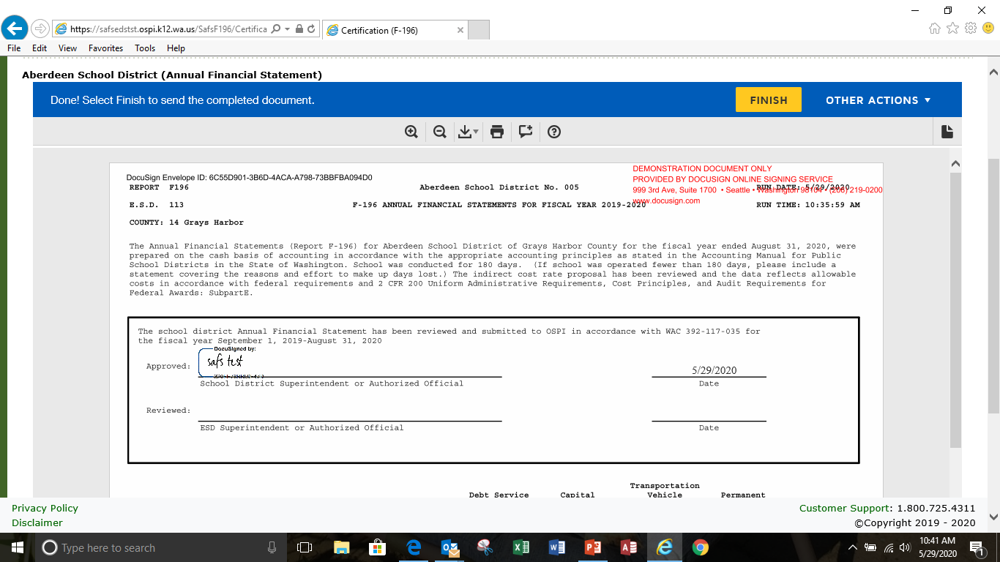 https://safsedstst.ospi.k12.wa.us/SafsF196/Certifica
Certification (F-196)
File Edit View Favorites Tools Help
Aberdeen School District (Annual Financial Statement)
Done! Select Finish to send the completed document.
FINISH
OTHER ACTIONS
DEMONSTRATION DOCUMENT ONLY
DocuSign Envelope ID: 6C55D901-3B6D-4ACA-A798-73BBFBA094D0
PROVIDED BY DOCUSIGN ONLINE SIGNING SERVICE
REPORT F196
Aberdeen School District No. 005
999 3rd Ave, Suite 1700 • Seattle • Washington 98104 • (206) 219-0200
RUN DATE: 5/29/2020
www.docusign.com
E.S.D. 113
F-196 ANNUAL FINANCIAL STATEMENTS FOR FISCAL YEAR 2019-2020
RUN TIME: 10:35:59 AM
COUNTY: 14 Grays Harbor
The Annual Financial Statements (Report F-196) for Aberdeen School District of Grays Harbor County for the fiscal year ended August 31, 2020, were
prepared on the cash basis of accounting in accordance with the appropriate accounting principles as stated in the Accounting Manual for Public
School Districts in the State of Washington. School was conducted for 180 days. (If school was operated fewer than 180 days, please include a
statement covering the reasons and effort to make up days lost.) The indirect cost rate proposal has been reviewed and the data reflects allowable
costs in accordance with federal requirements and 2 CFR 200 Uniform Administrative Requirements, Cost Principles, and Audit Requirements for
Federal Awards: SubpartE.
The school district Annual Financial Statement has been reviewed and submitted to OSPI in accordance with WAC 392-117-035 for
the fiscal year September 1, 2019-August 31, 2020
DocuSigned by:
safs test
Approved:
5/29/2020
School District Superintendent or Authorized Official
Date
Reviewed:
ESD Superintendent or Authorized Official
Date
Transportation
Debt Service Capital Vehicle Permanent
Privacy Policy
Customer Support: 1.800.725.4311
Disclaimer
©Copyright 2019 - 2020
Type here to search
10:41 AM
5/29/2020
1